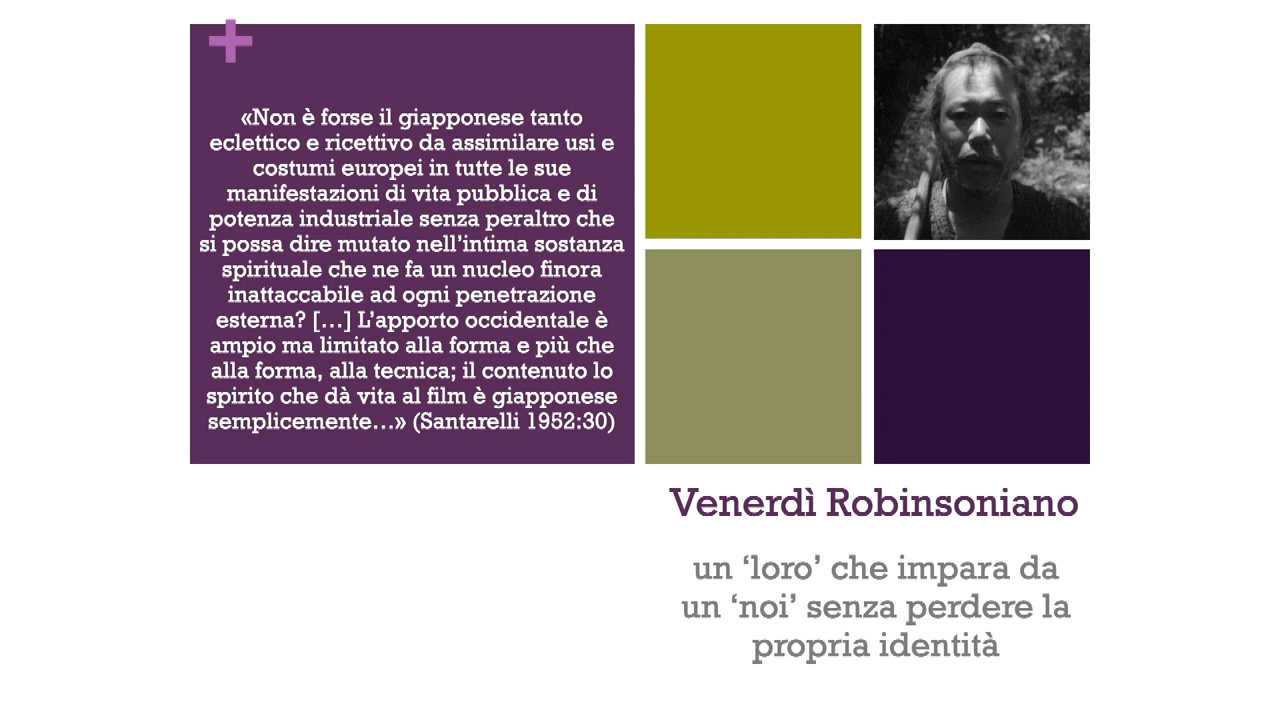 +
«Non è forse il giapponese tanto
eclettico e ricettivo da assimilare usi e
costumi europei in tutte le sue
manifestazioni di vita pubblica e di
potenza industriale senza peraltro che
si possa dire mutato nell’intima sostanza
spirituale che ne fa un nucleo finora
inattaccabile ad ogni penetrazione
esterna? […] L’apporto occidentale è
ampio ma limitato alla forma e più che
alla forma, alla tecnica; il contenuto lo
spirito che dà vita al film è giapponese
semplicemente…» (Santarelli 1952:30)
Venerdì Robinsoniano
un ‘loro’ che impara da
un ‘noi’ senza perdere la
propria identità